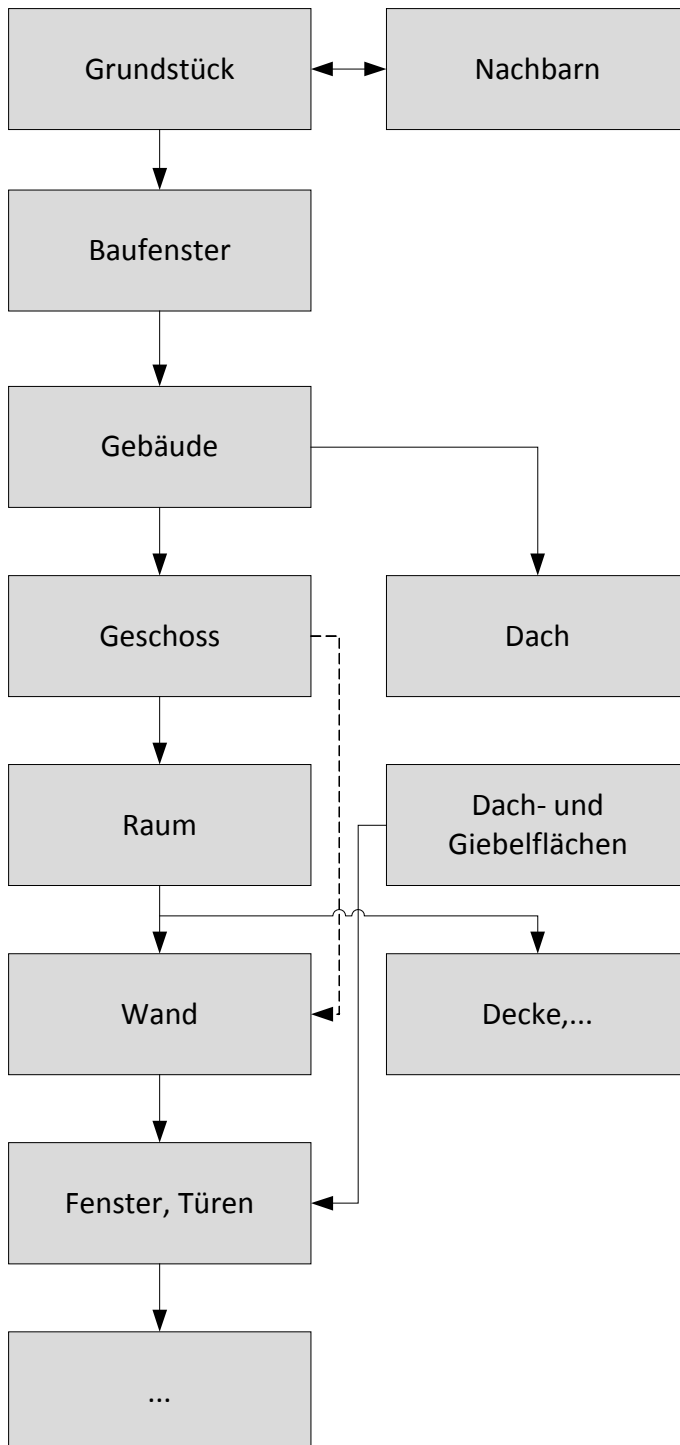 Grundstück
Nachbarn
Baufenster
Gebäude
Geschoss
Dach
Raum
Dach- und
Giebelflächen
Wand
Decke,...
Fenster, Türen
...